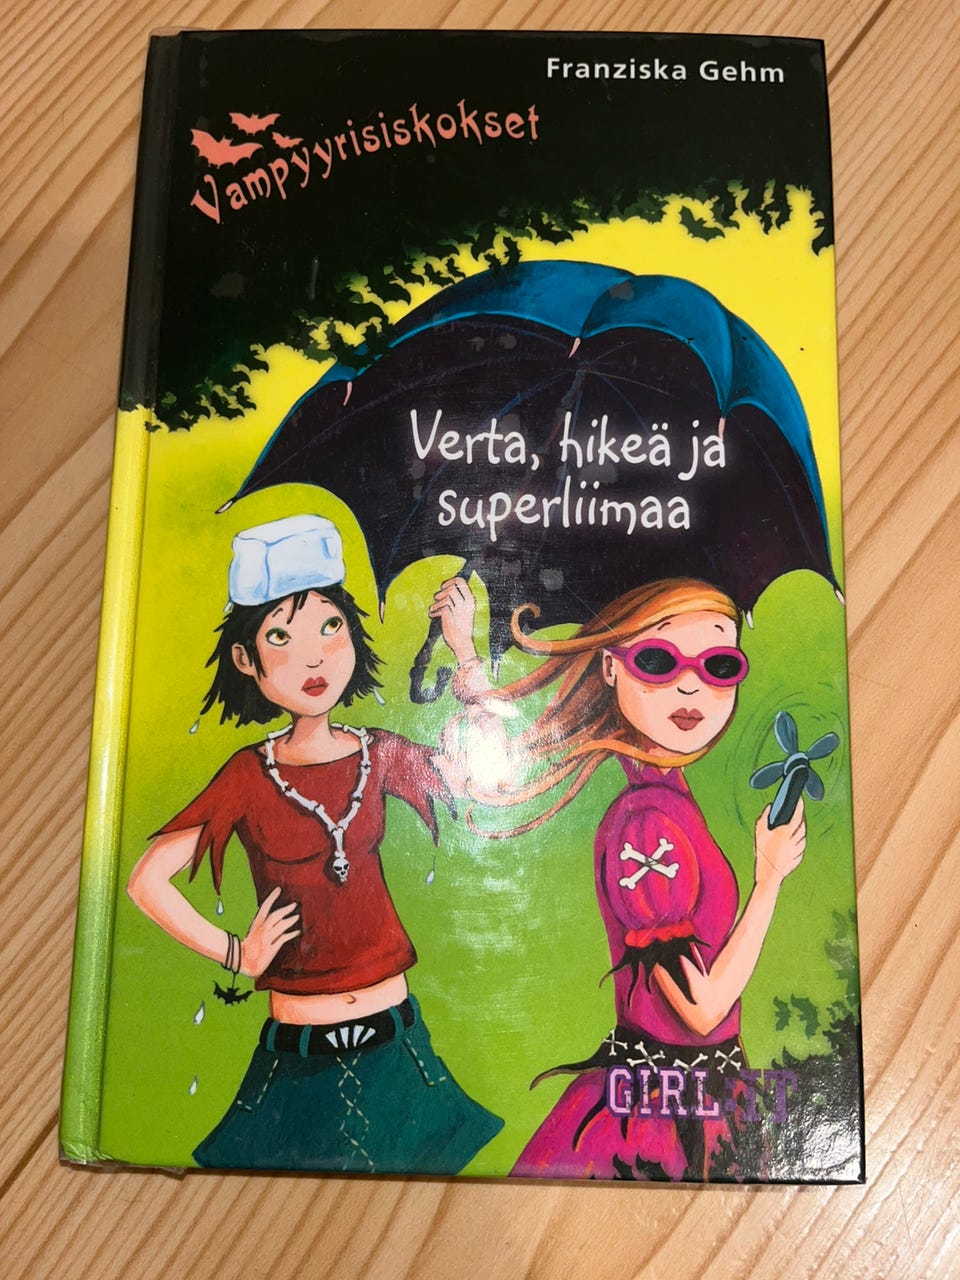 Franziska Gehm
Vampyyrisiskokset
Verta, hikeä ja
superliimaa
GIRL:IT